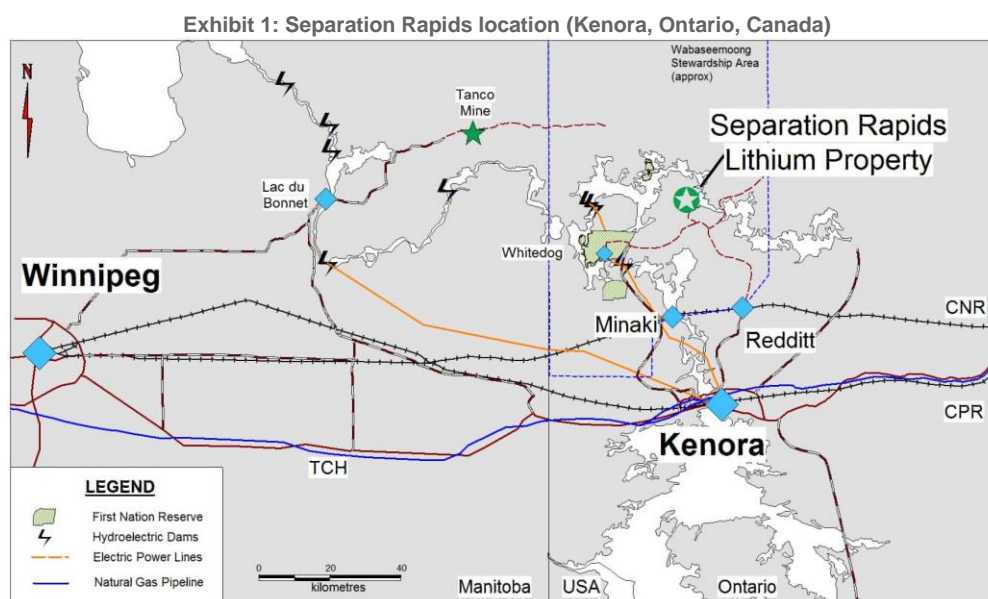 Exhibit 1: Separation Rapids location (Kenora, Ontario, Canada)
Wabaseemoong
Stewardship Area
(approx)
N
Tanco
Mine
Separation Rapids
Lithium Property
Lac du
Bonnet
Whitedog
Winnipeg
Minaki
Redditt
CNR
CPR
Kenora
TCH
LEGEND
First Nation Reserve
Hydroelectric Dams
Electric Power Lines
Natural Gas Pipeline
0 20 40
kilometres
Manitoba
USA
Ontario